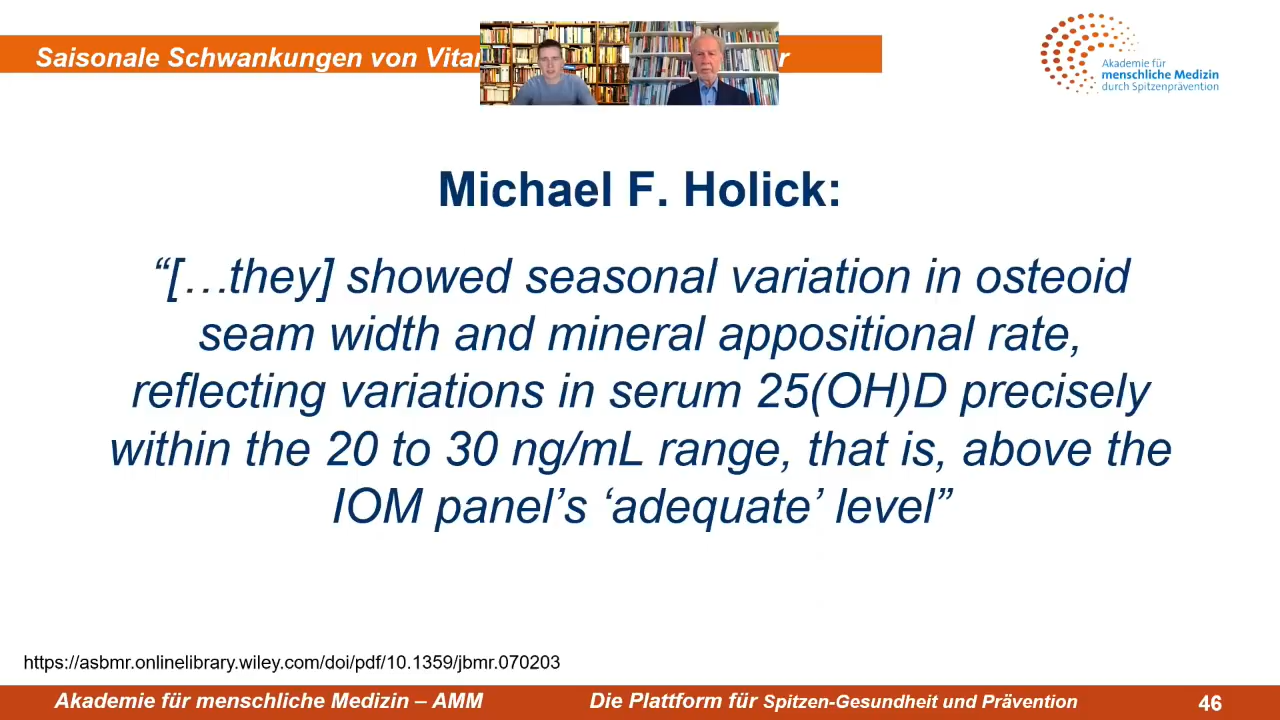 Saisonale Schwankungen von
Akademie für
menschliche Medizin
durch Spitzenprävention
Michael F. Holick:
“[…they] showed seasonal variation in osteoid
seam width and mineral appositional rate,
reflecting variations in serum 25(OH)D precisely
within the 20 to 30 ng/mL range, that is, above the
IOM panel’s ‘adequate’ level”
https://asbmr.onlinelibrary.wiley.com/doi/pdf/10.1359/jbmr.070203
Akademie für menschliche Medizin – AMM
Die Plattform für Spitzen-Gesundheit und Prävention
46